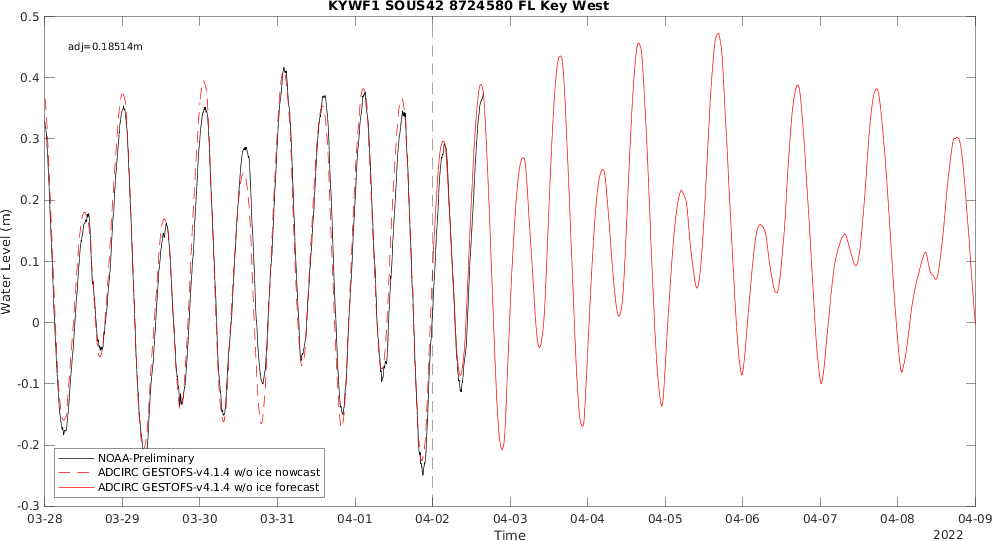 KYWF1 SOUS42 8724580 FL Key West
0.5
adj=0.18514m
0.4
0.3
0.2
0.1
0
-0.1
-0.2
-0.3
Water Level (m)
NOAA-Preliminary
ADCIRC GESTOFS-v4.1.4 w/o ice nowcast
ADCIRC GESTOFS-v4.1.4 w/o ice forecast
03-28 03-29 03-30 03-31 04-01 04-02 04-03 04-04 04-05 04-06 04-07 04-08 04-09
Time
2022